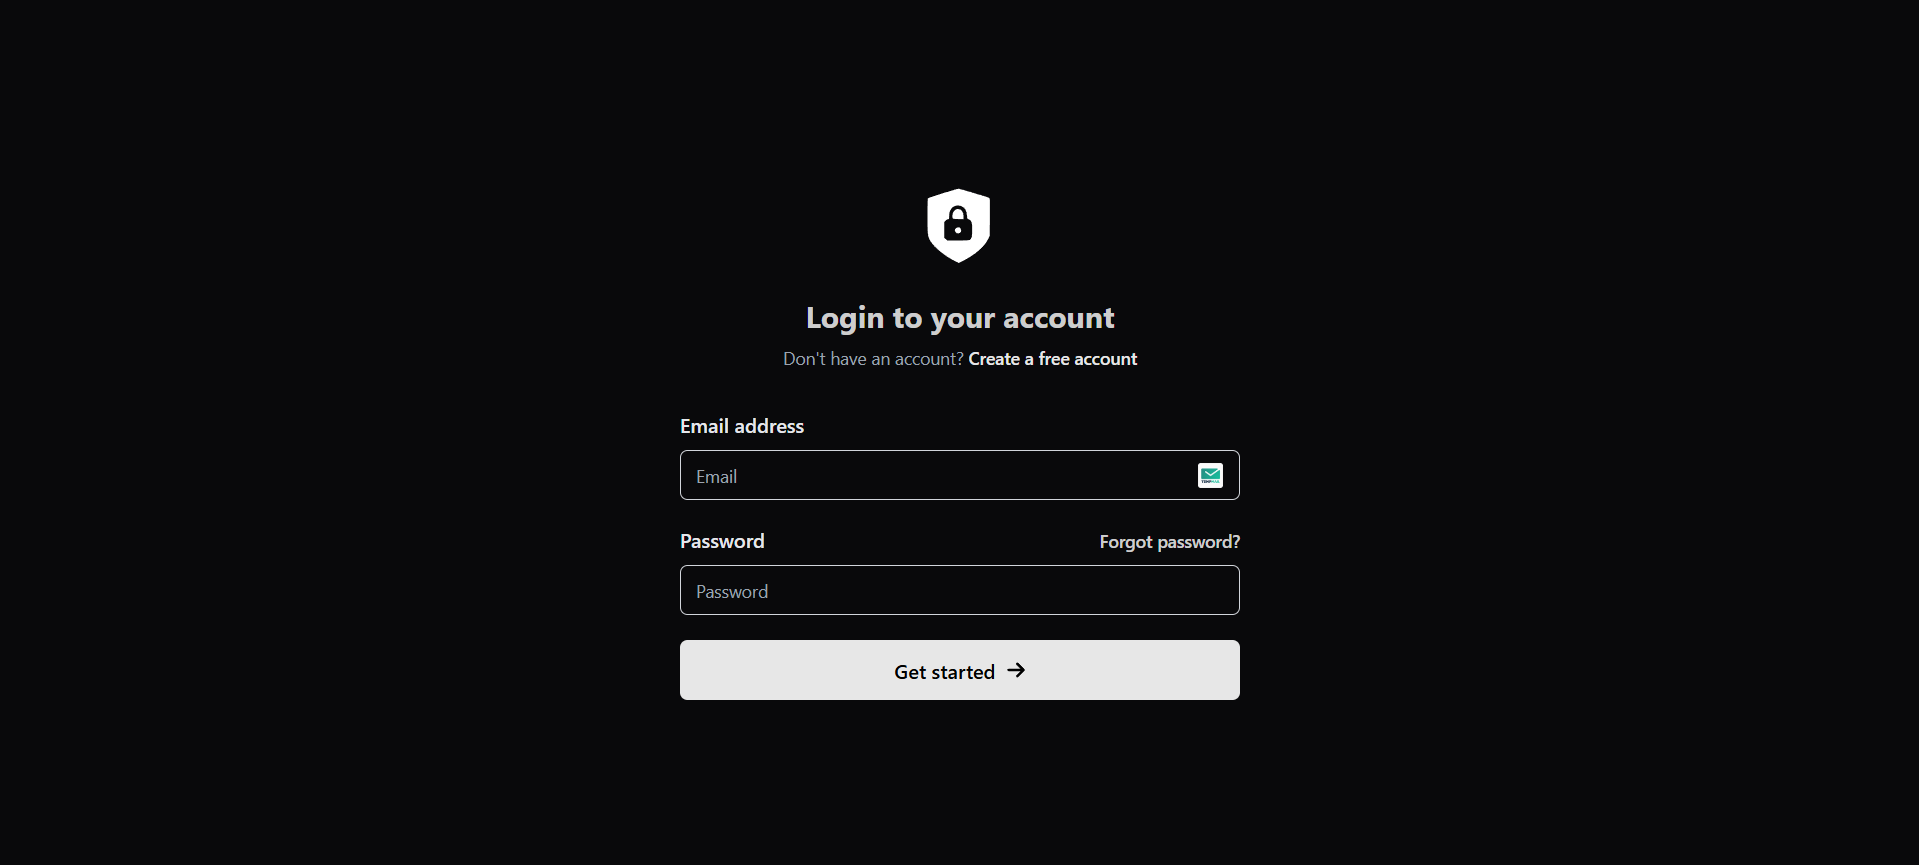 Login to your account
Don't have an account? Create a free account
Email address
Email
Password
Forgot password?
Password
Get started →